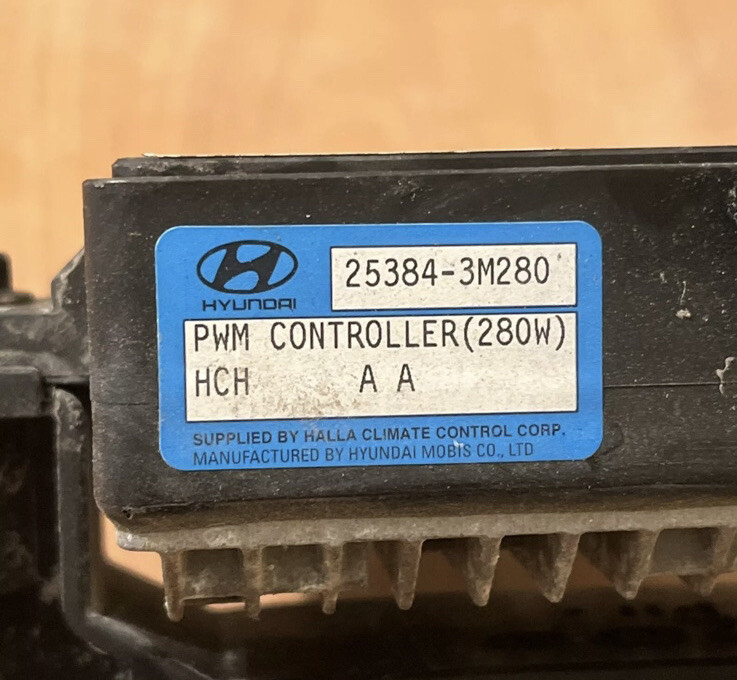 HYUNDAI
25384-3M280
PWM CONTROLLER(280W)
HCH A A
SUPPLIED BY HALLA CLIMATE CONTROL CORP.
MANUFACTURED BY HYUNDAI MOBIS CO., LTD